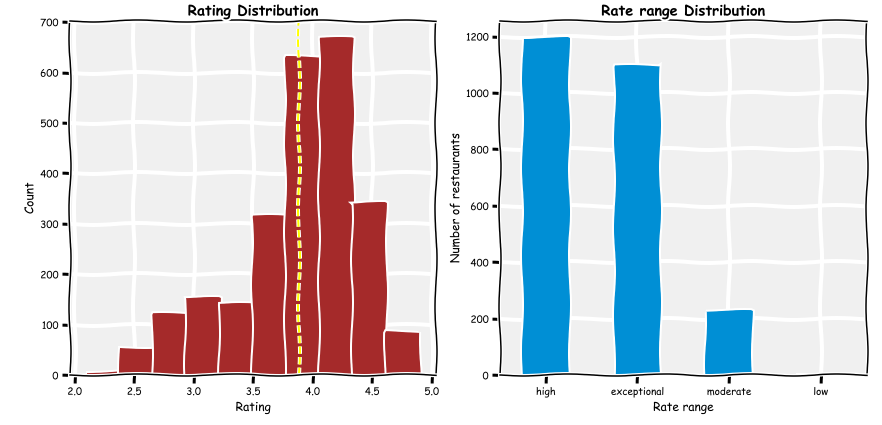 Rating Distribution
Count
700
600
500
400
300
200
100
0
2.0 2.5 3.0 3.5 4.0 4.5 5.0
Rating
Rate range Distribution
Number of restaurants
1200
1000
800
600
400
200
0
high exceptional moderate low
Rate range